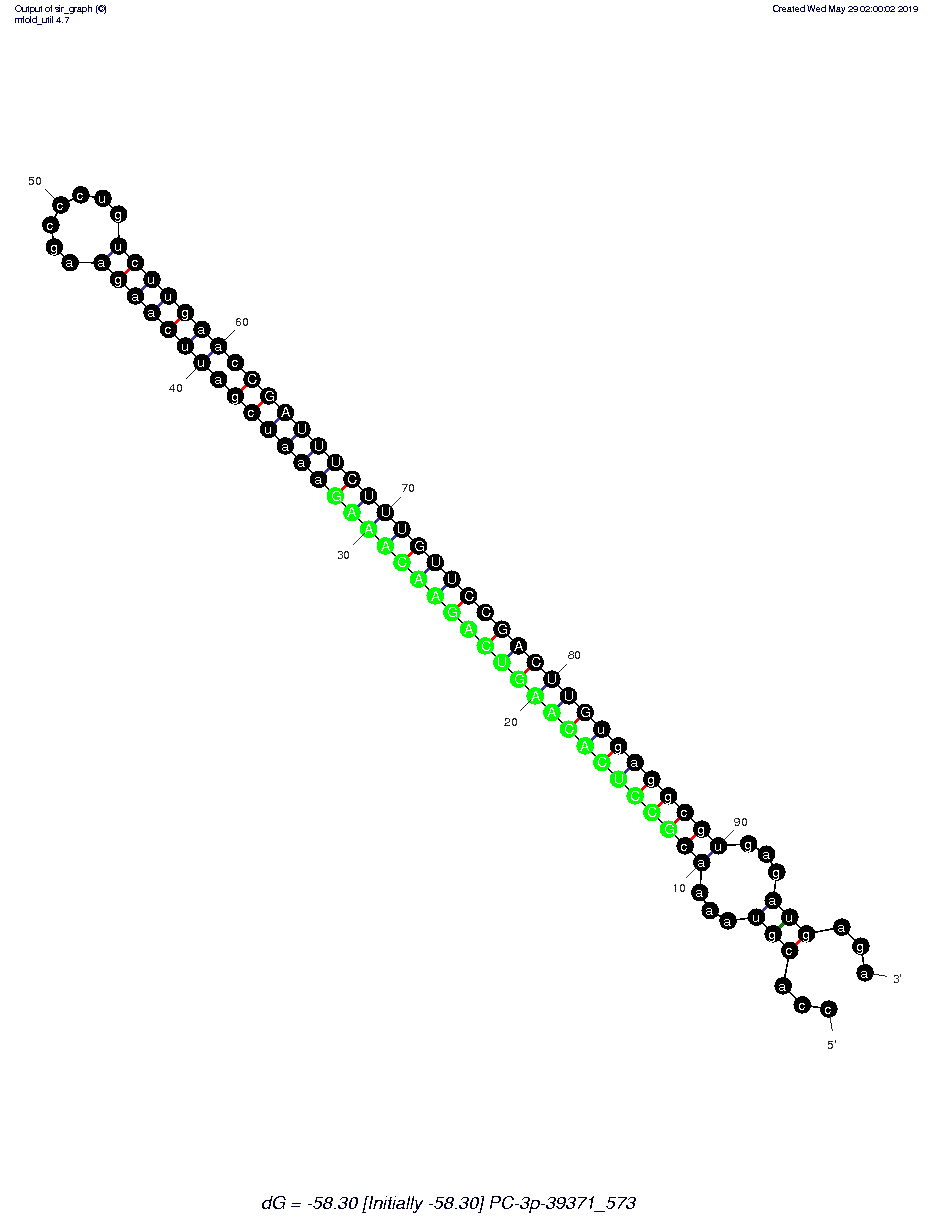 Output of sir_graph (©)
mfold_util 4.7
Created Wed May 29 02:00:02 2019
50
60
40
70
30
80
20
90
10
3'
5'
ccacguaaaacGCCUCACAAGUCAGAACAAAGaaaucgauucaagaagcccugucuugaacCGAUUUCUUUGUUCCGACUUGugaggcgugagaugaga
dG = -58.30 [Initially -58.30] PC-3p-39371_573